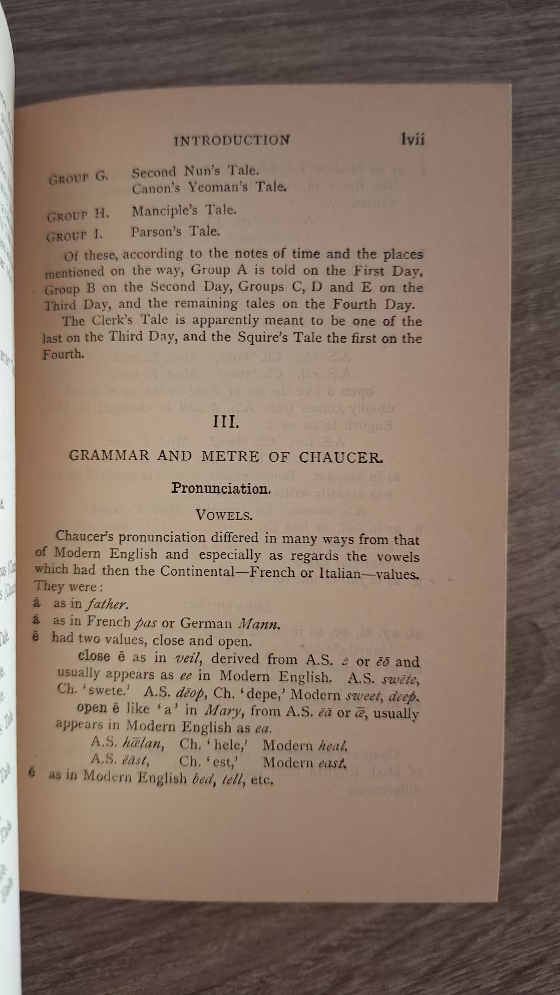 INTRODUCTION lvii
GROUP G. Second Nun's Tale.
Canon's Yeoman's Tale.
GROUP H. Manciple's Tale.
GROUP I. Parson's Tale.
Of these, according to the notes of time and the places
mentioned on the way, Group A is told on the First Day,
Group B on the Second Day, Groups C, D and E on the
Third Day, and the remaining tales on the Fourth Day.
The Clerk's Tale is apparently meant to be one of the
last on the Third Day, and the Squire's Tale the first on the
Fourth.
III.
GRAMMAR AND METRE OF CHAUCER.
Pronunciation.
VOWELS.
Chaucer's pronunciation differed in many ways from that
of Modern English and especially as regards the vowels
which had then the Continental—French or Italian—values.
They were:
ā as in father.
ă as in French pas or German Mann.
ē had two values, close and open.
close ē as in veil, derived from A.S. ē or ēō and
usually appears as ee in Modern English. A.S. swēte,
Ch. 'swete.' A.S. dēop, Ch. 'depe,' Modern sweet, deep.
open ē like 'a' in Mary, from A.S. ēā or ǣ, usually
appears in Modern English as ea.
A.S. hǣlan, Ch. 'hele,' Modern heal.
A.S. ēast, Ch. 'est,' Modern east.
ĕ as in Modern English bed, tell, etc.